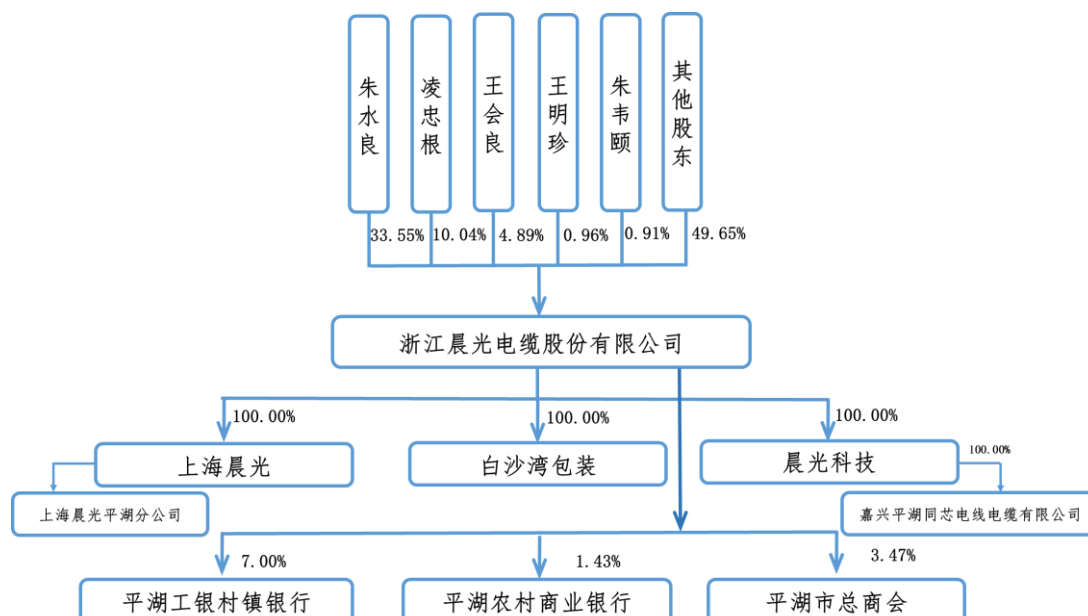 朱水良
凌忠根
王会良
王明珍
朱韦颐
其他股东
33.55%
10.04%
4.89%
0.96%
0.91%
49.65%
浙江晨光电缆股份有限公司
100.00%
100.00%
100.00%
上海晨光
白沙湾包装
晨光科技
100.00%
上海晨光平湖分公司
嘉兴平湖同芯电线电缆有限公司
7.00%
1.43%
3.47%
平湖工银村镇银行
平湖农村商业银行
平湖市总商会